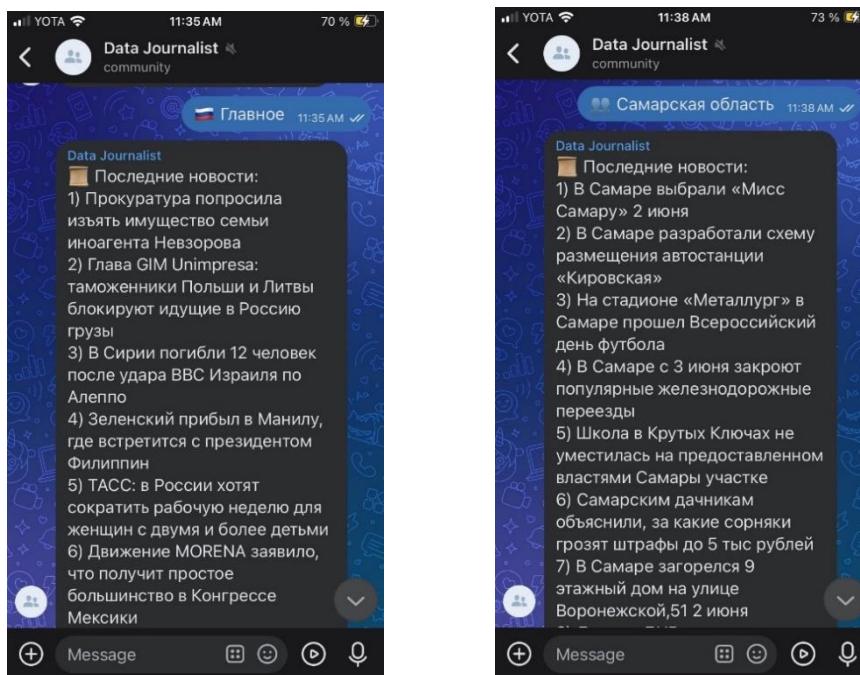 YOTA 11:35 AM 70 %
Data Journalist
community
Главное 11:35 AM
Data Journalist
Последние новости:
1) Прокуратура попросила
изъять имущество семьи
иноагента Невзорова
2) Глава GIM Unimpresa:
таможенники Польши и Литвы
блокируют идущие в Россию
грузы
3) В Сирии погибли 12 человек
после удара ВВС Израиля по
Алеппо
4) Зеленский прибыл в Манилу,
где встретится с президентом
Филиппин
5) ТАСС: в России хотят
сократить рабочую неделю для
женщин с двумя и более детьми
6) Движение MORENA заявило,
что получит простое
большинство в Конгрессе
Мексики
Message
YOTA 11:38 AM 73 %
Data Journalist
community
Самарская область 11:38 AM
Data Journalist
Последние новости:
1) В Самаре выбрали «Мисс
Самару» 2 июня
2) В Самаре разработали схему
размещения автостанции
«Кировская»
3) На стадионе «Металлург» в
Самаре прошел Всероссийский
день футбола
4) В Самаре с 3 июня закроют
популярные железнодорожные
переезды
5) Школа в Крутых Ключах не
уместилась на предоставленном
властями Самары участке
6) Самарским дачникам
объяснили, за какие сорняки
грозят штрафы до 5 тыс рублей
7) В Самаре загорелся 9
этажный дом на улице
Воронежской,51 2 июня
Message